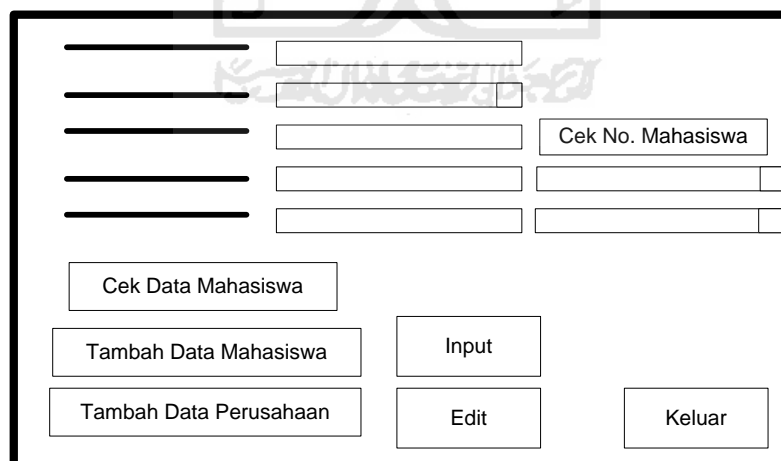 Cek No. Mahasiswa
Cek Data Mahasiswa
Tambah Data Mahasiswa
Input
Tambah Data Perusahaan
Edit
Keluar